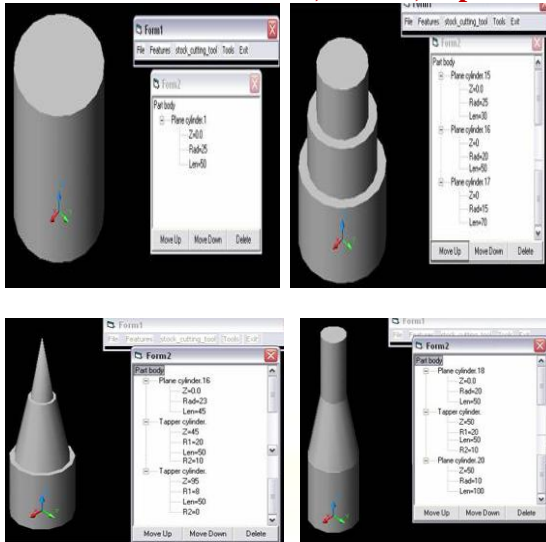 Form1
File Features stock_cutting_tool Tools Exit
Form2
Part body
Plane cylinder.1
Z=0.0
Rad=25
Len=50
Move Up Move Down Delete
File Features stock_cutting_tool Tools Exit
Form2
Part body
Plane cylinder.15
Z=0.0
Rad=25
Len=30
Plane cylinder.16
Z=0
Rad=20
Len=50
Plane cylinder.17
Z=0
Rad=15
Len=70
Move Up Move Down Delete
Form1
File Features stock_cutting_tool Tools Exit
Form2
Part body
Plane cylinder.16
Z=0.0
Rad=23
Len=45
Tapper cylinder.
Z=45
R1=20
Len=50
R2=10
Tapper cylinder.
Z=95
R1=8
Len=50
R2=0
Move Up Move Down Delete
Form1
Form2
Part body
Plane cylinder.18
Z=0.0
Rad=20
Len=50
Tapper cylinder.
Z=50
R1=20
Len=50
R2=10
Plane cylinder.20
Z=50
Rad=10
Len=100
Move Up Move Down Delete